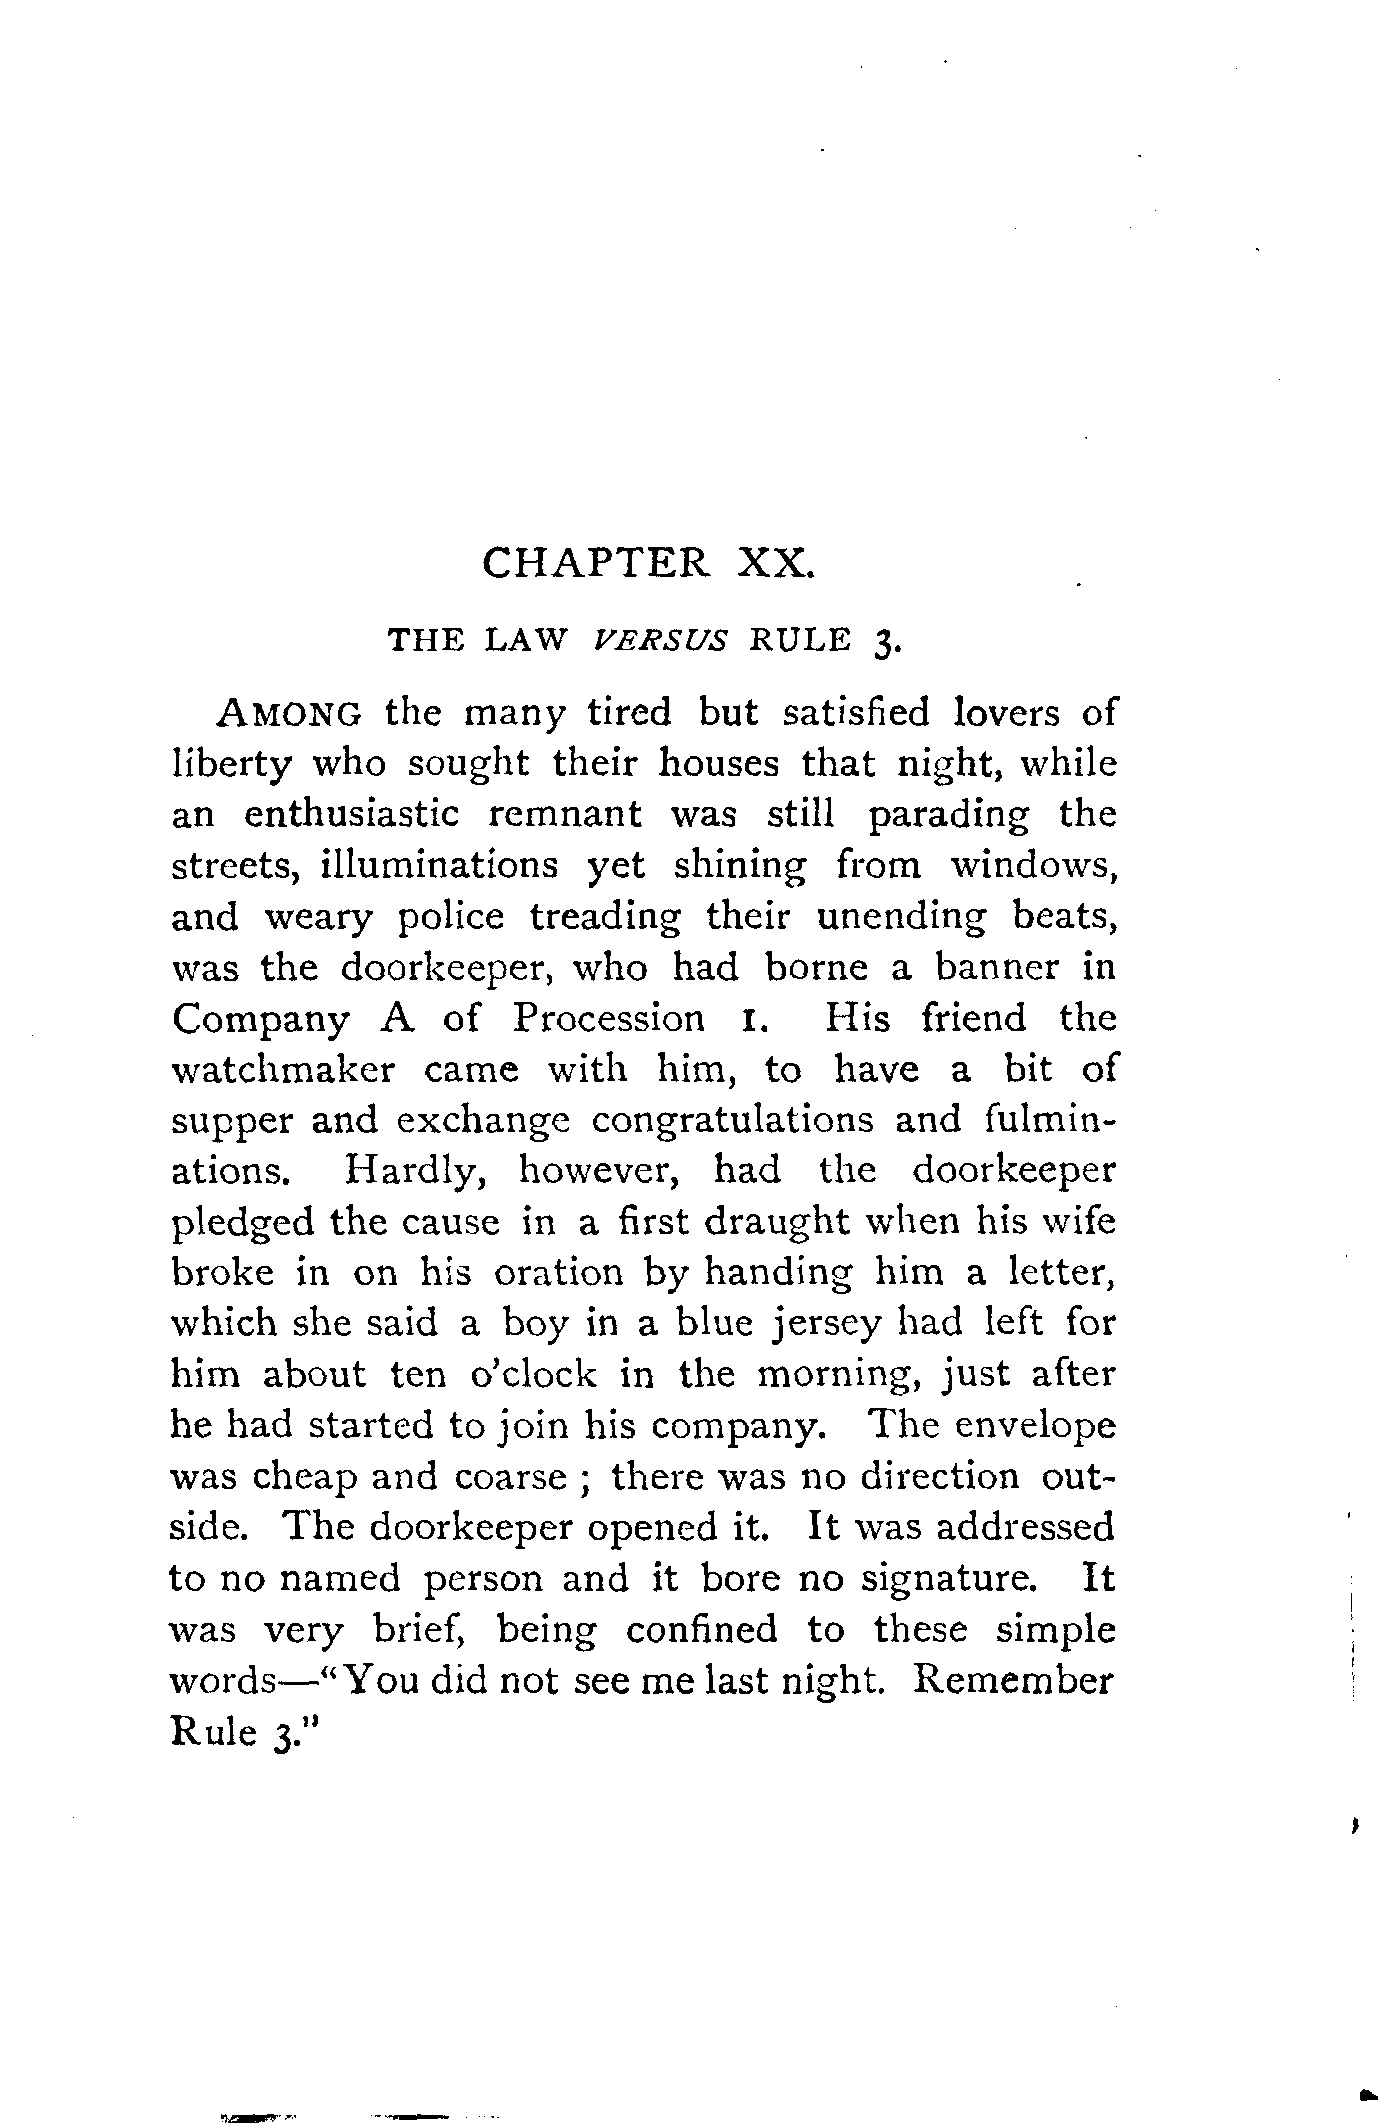 CHAPTER XX.
THE LAW VERSUS RULE 3.
AMONG the many tired but satisfied lovers of
liberty who sought their houses that night, while
an enthusiastic remnant was still parading the
streets, illuminations yet shining from windows,
and weary police treading their unending beats,
was the doorkeeper, who had borne a banner in
Company A of Procession 1. His friend the
watchmaker came with him, to have a bit of
supper and exchange congratulations and fulmin-
ations. Hardly, however, had the doorkeeper
pledged the cause in a first draught when his wife
broke in on his oration by handing him a letter,
which she said a boy in a blue jersey had left for
him about ten o'clock in the morning, just after
he had started to join his company. The envelope
was cheap and coarse ; there was no direction out-
side. The doorkeeper opened it. It was addressed
to no named person and it bore no signature. It
was very brief, being confined to these simple
words—"You did not see me last night. Remember
Rule 3."